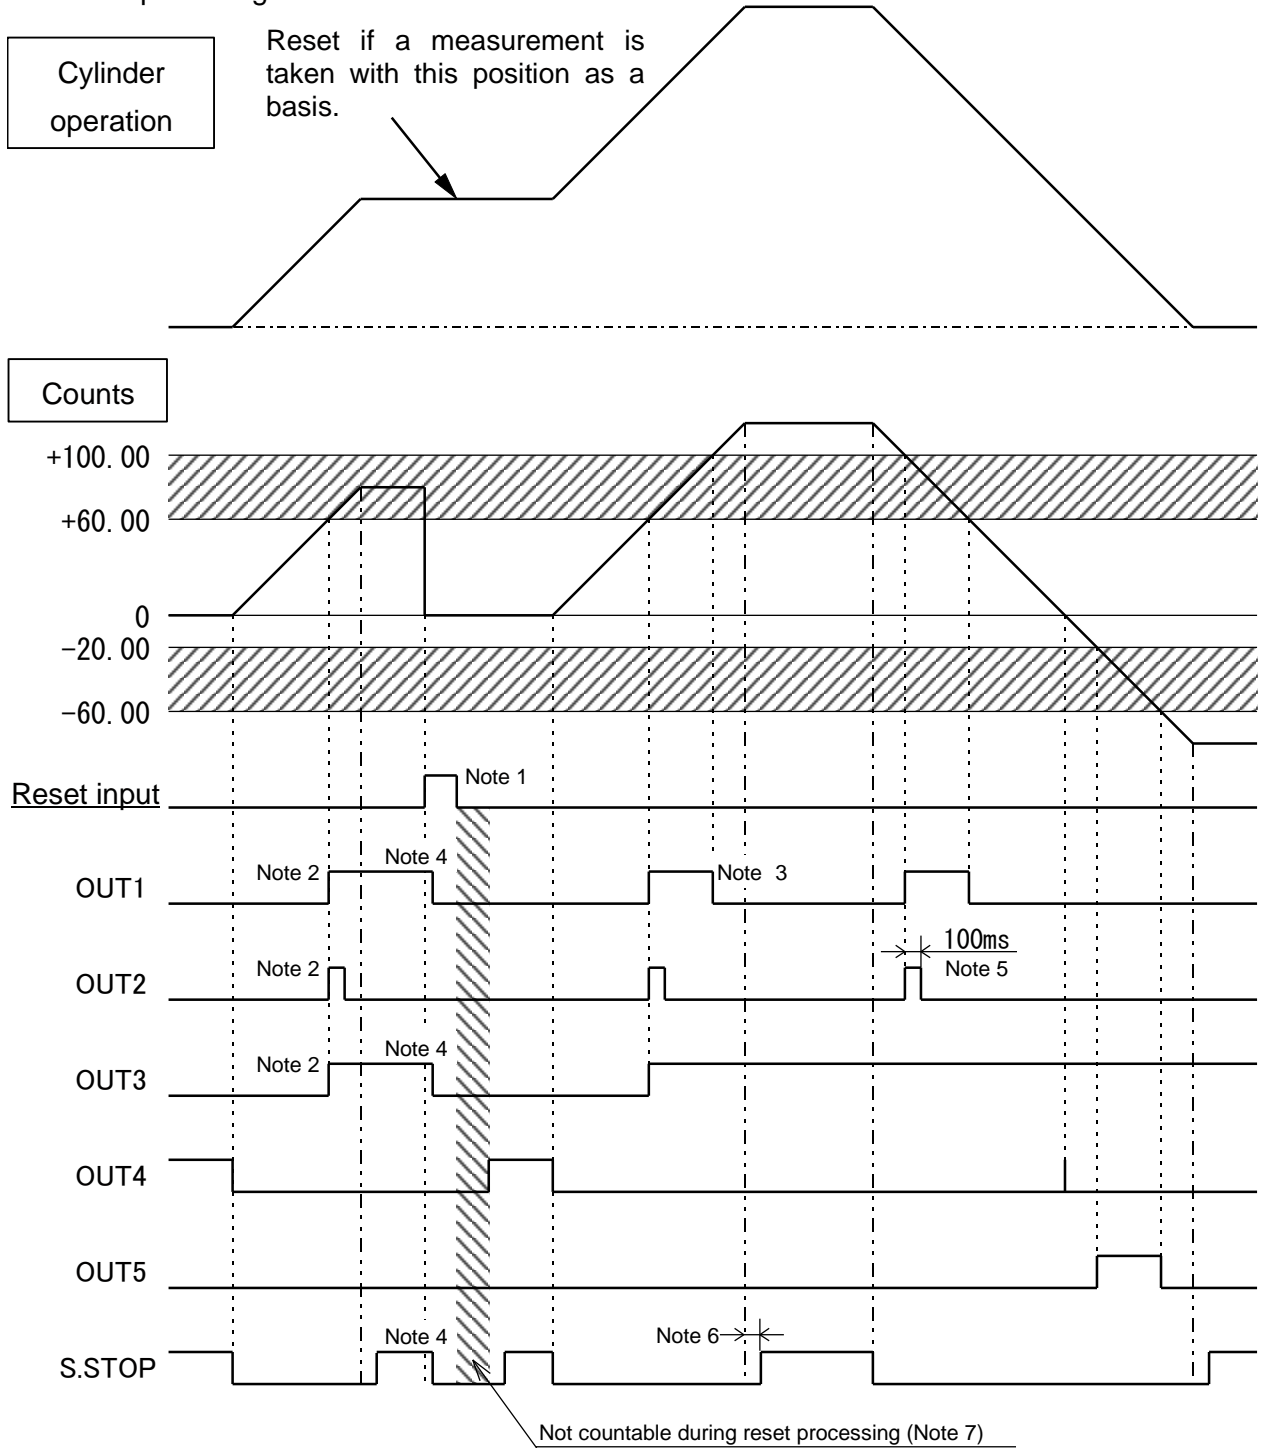 Cylinder
operation
Reset if a measurement is
taken with this position as a
basis.
Counts
+100.00
+60.00
0
-20.00
-60.00
Reset input
Note 1
OUT1
Note 2
Note 4
Note 3
OUT2
Note 2
100ms
Note 5
OUT3
Note 2
Note 4
OUT4
OUT5
S.STOP
Note 4
Note 6
Not countable during reset processing (Note 7)